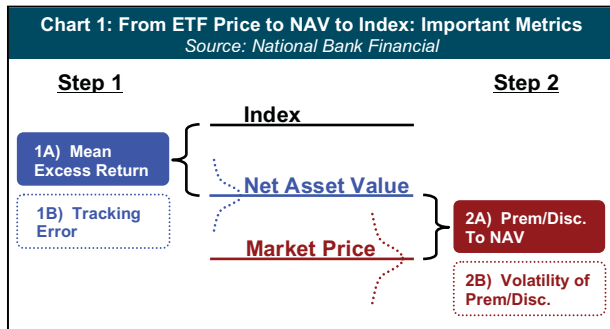 Chart 1: From ETF Price to NAV to Index: Important Metrics
Source: National Bank Financial
Step 1
Step 2
Index
1A) Mean
Excess Return
Net Asset Value
1B) Tracking
Error
2A) Prem/Disc.
To NAV
Market Price
2B) Volatility of
Prem/Disc.